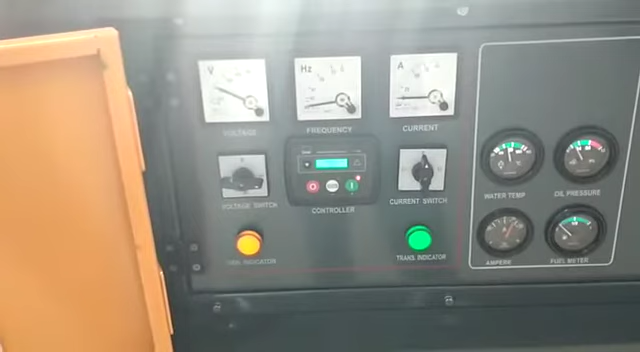 V
Hz
A
VOLTAGE
FREQUENCY
CURRENT
VOLTAGE SWITCH
CONTROLLER
CURRENT SWITCH
INDICATOR
TRANS. INDICATOR
WATER TEMP
OIL PRESSURE
AMPERE
FUEL METER